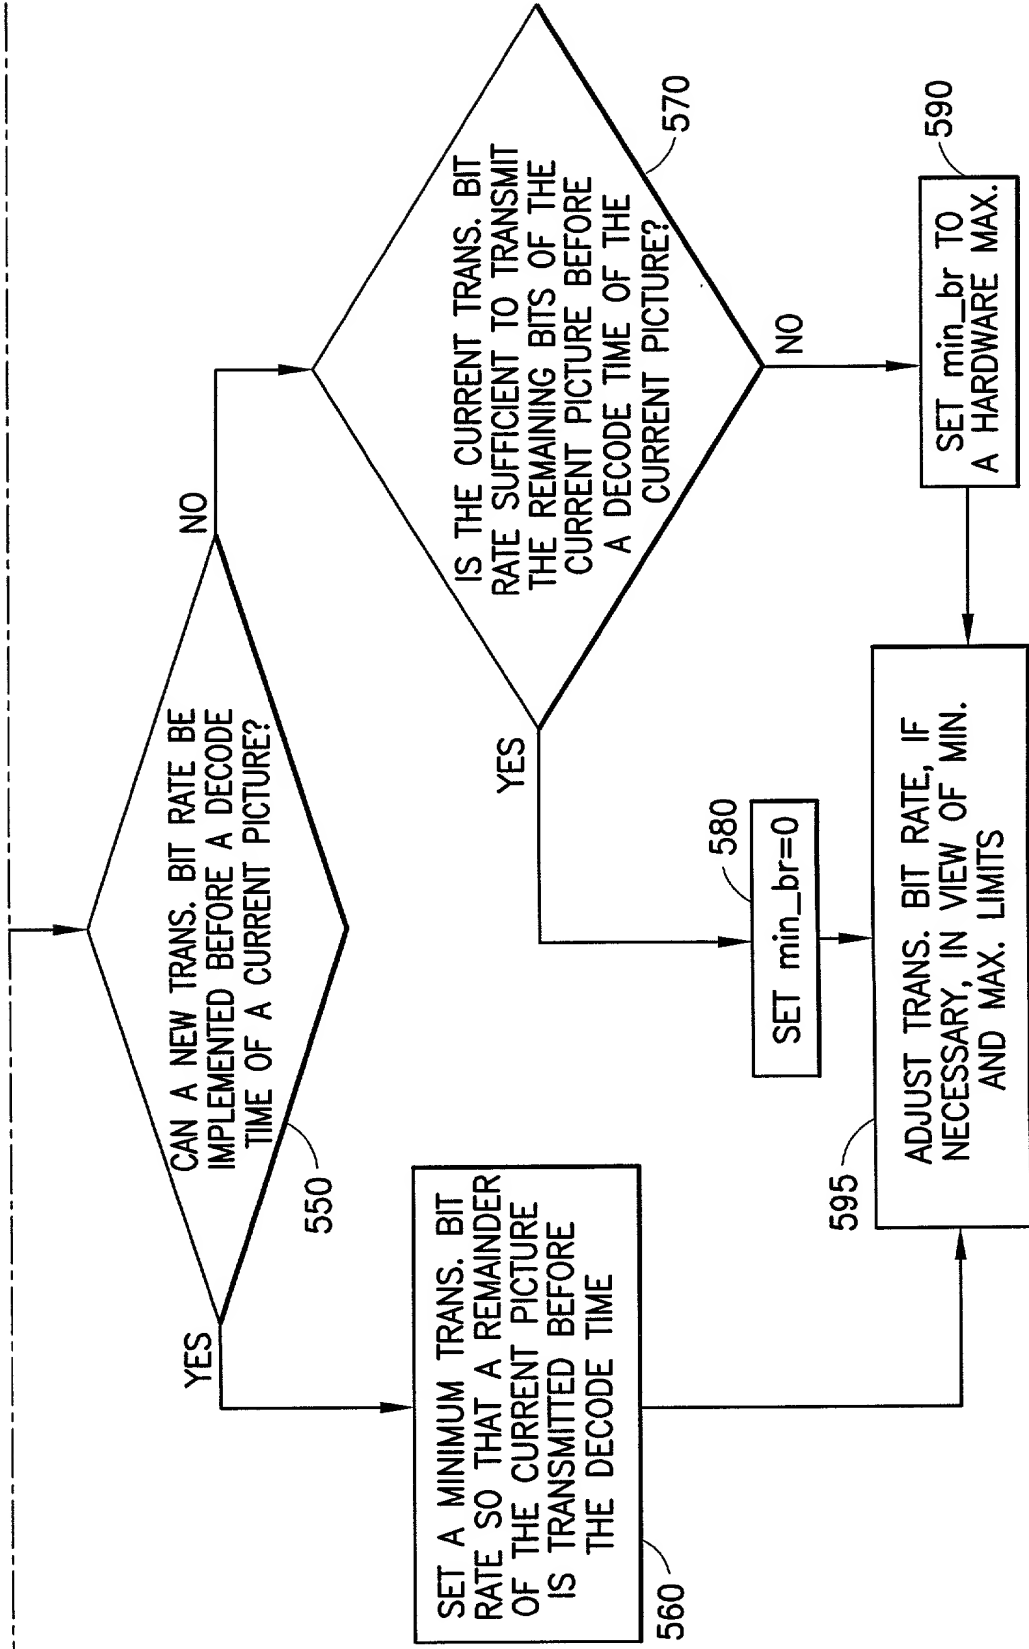 CAN A NEW TRANS. BIT RATE BE
IMPLEMENTED BEFORE A DECODE
TIME OF A CURRENT PICTURE?
550
YES
NO
SET A MINIMUM TRANS. BIT
RATE SO THAT A REMAINDER
OF THE CURRENT PICTURE
IS TRANSMITTED BEFORE
THE DECODE TIME
560
IS THE CURRENT TRANS. BIT
RATE SUFFICIENT TO TRANSMIT
THE REMAINING BITS OF THE
CURRENT PICTURE BEFORE
A DECODE TIME OF THE
CURRENT PICTURE?
570
YES
NO
580
SET min_br=0
590
SET min_br TO
A HARDWARE MAX.
595
ADJUST TRANS. BIT RATE, IF
NECESSARY, IN VIEW OF MIN.
AND MAX. LIMITS